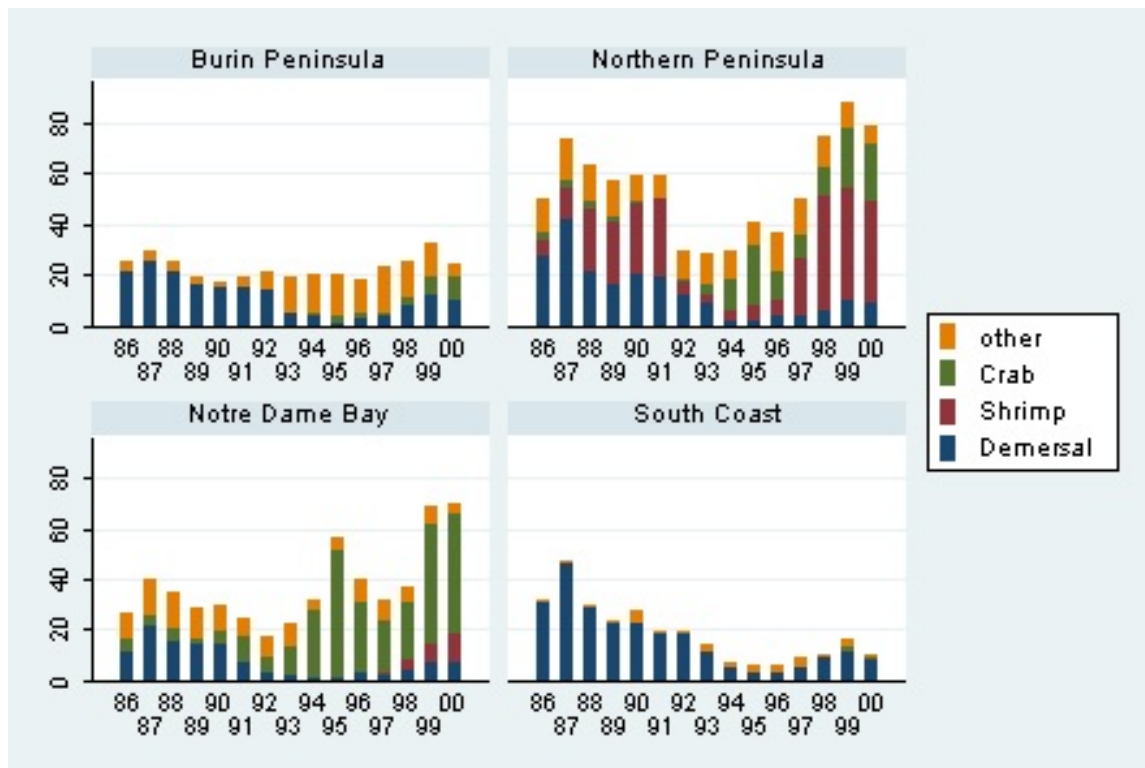 Burin Peninsula
Northern Peninsula
80
60
40
20
0
86 88 90 92 94 96 98 00
87 89 91 93 95 97 99
86 88 90 92 94 96 98 00
87 89 91 93 95 97 99
Notre Dame Bay
South Coast
80
60
40
20
0
86 88 90 92 94 96 98 00
87 89 91 93 95 97 99
86 88 90 92 94 96 98 00
87 89 91 93 95 97 99
other
Crab
Shrimp
Demersal